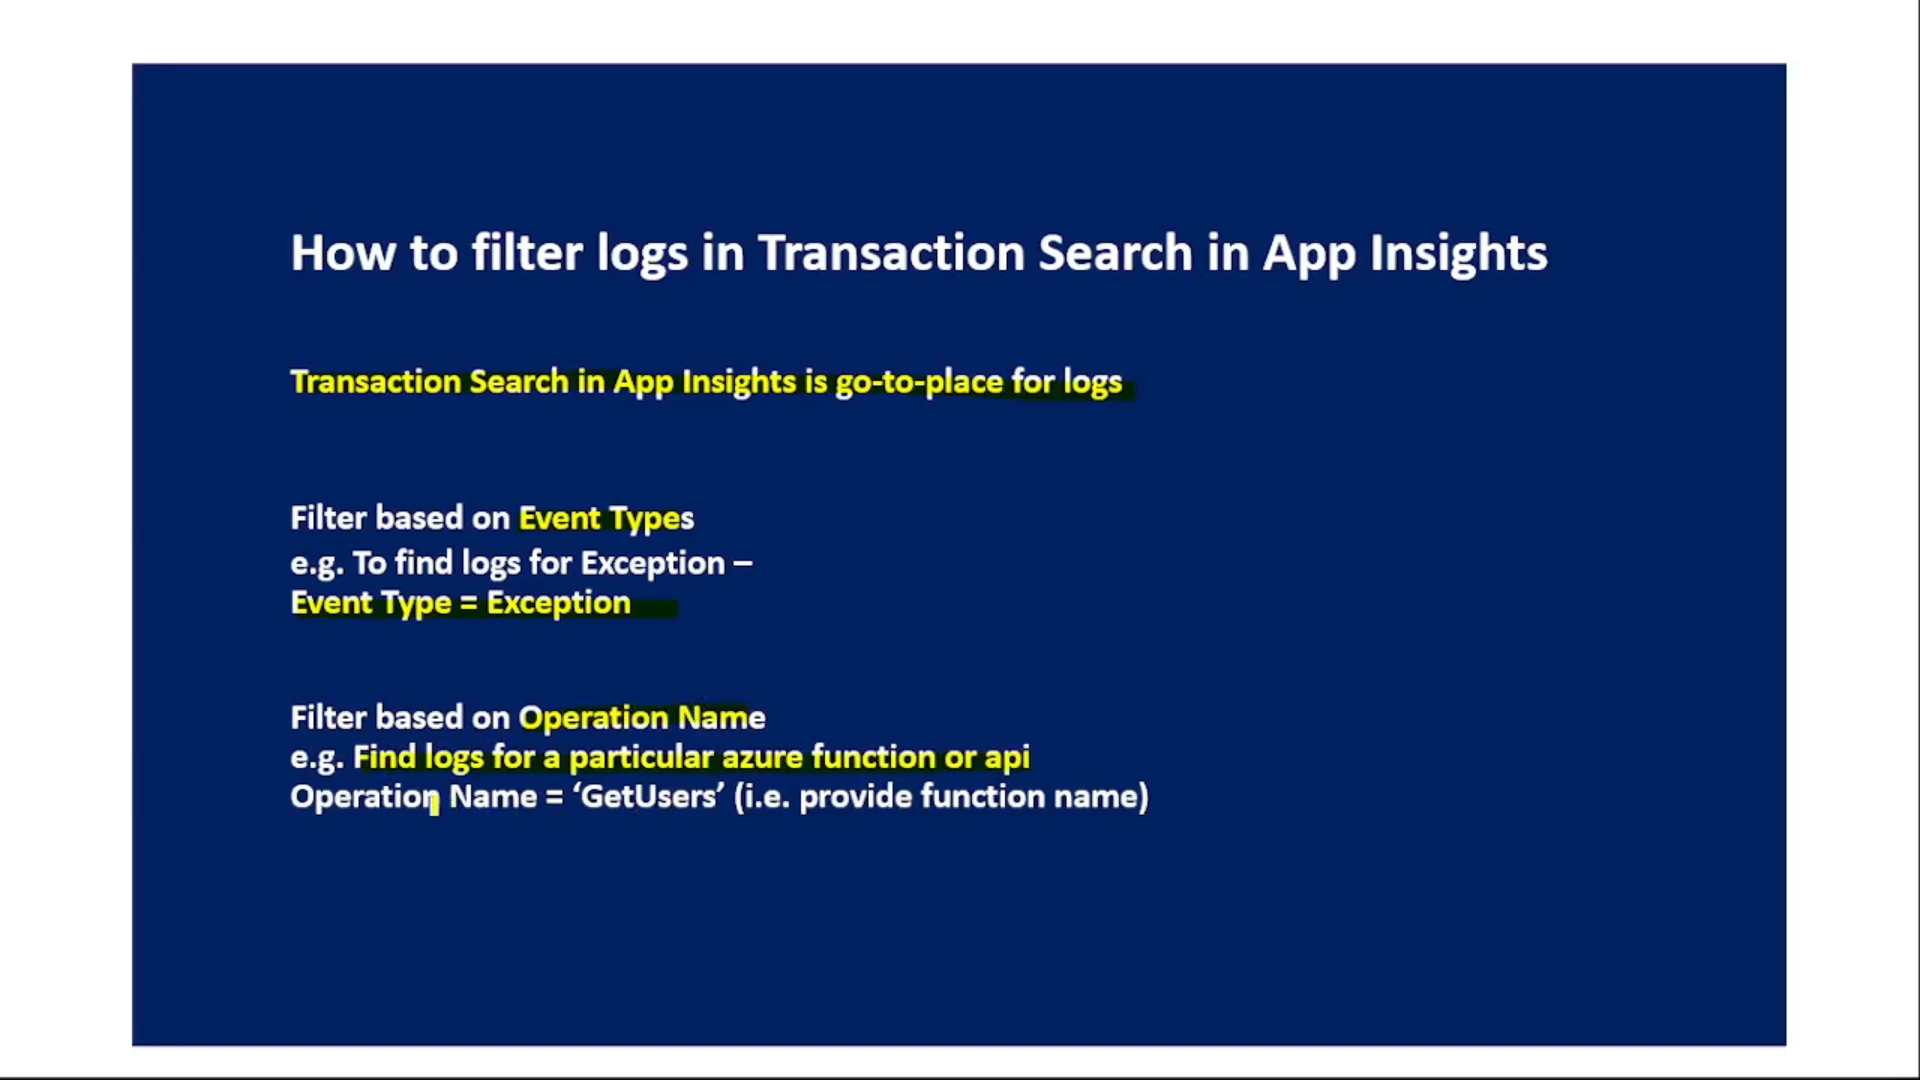 How to filter logs in Transaction Search in App Insights
Transaction Search in App Insights is go-to-place for logs
Filter based on Event Types
e.g. To find logs for Exception –
Event Type = Exception
Filter based on Operation Name
e.g. Find logs for a particular azure function or api
Operation Name = ‘GetUsers’ (i.e. provide function name)